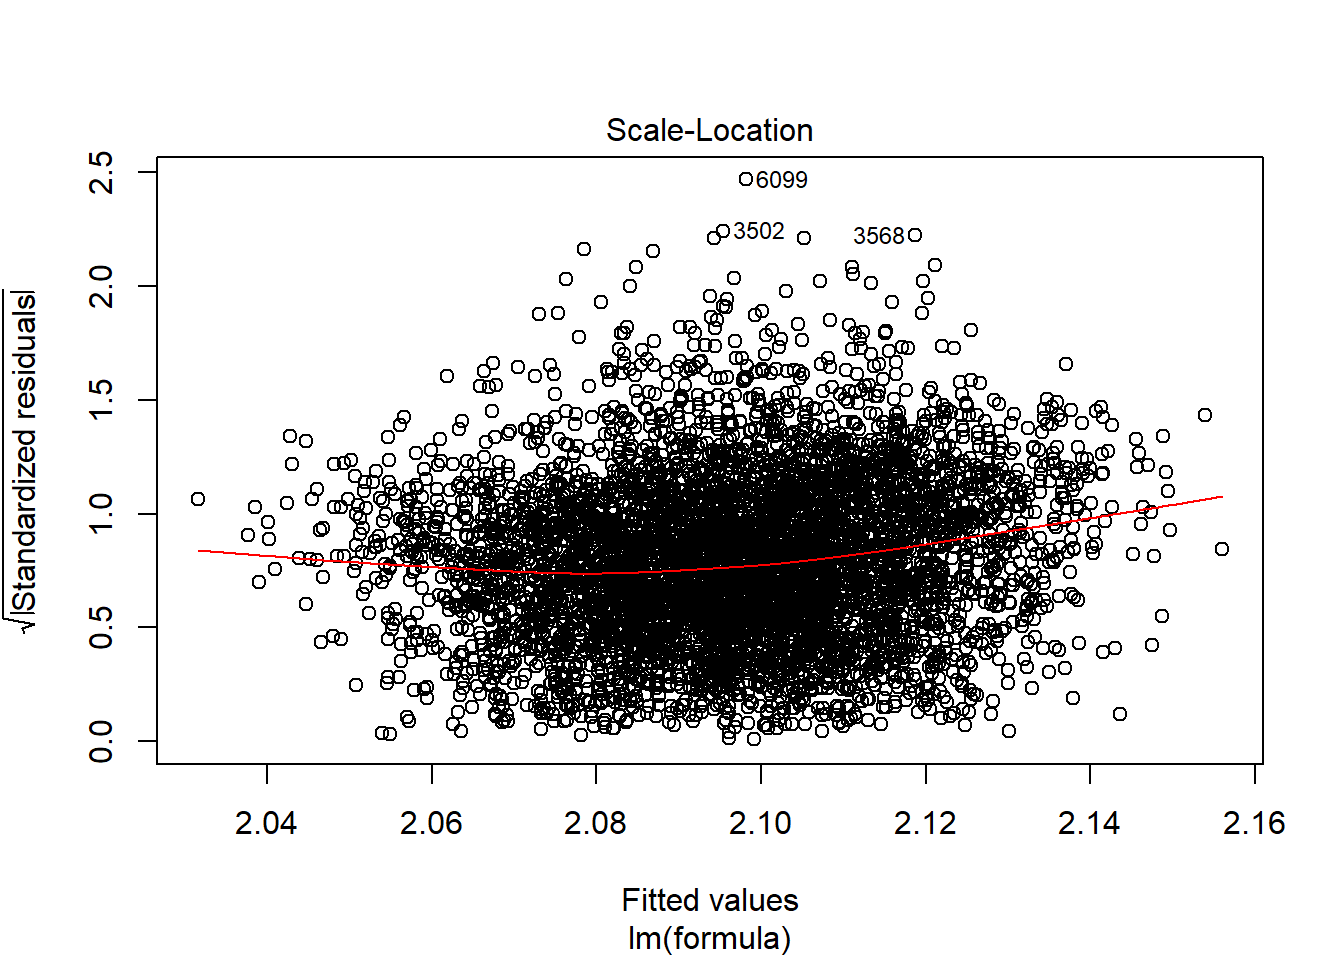 Scale-Location
√|Standardized residuals|
2.5
2.0
1.5
1.0
0.5
0.0
6099
3502
3568
2.04 2.06 2.08 2.10 2.12 2.14 2.16
Fitted values
lm(formula)